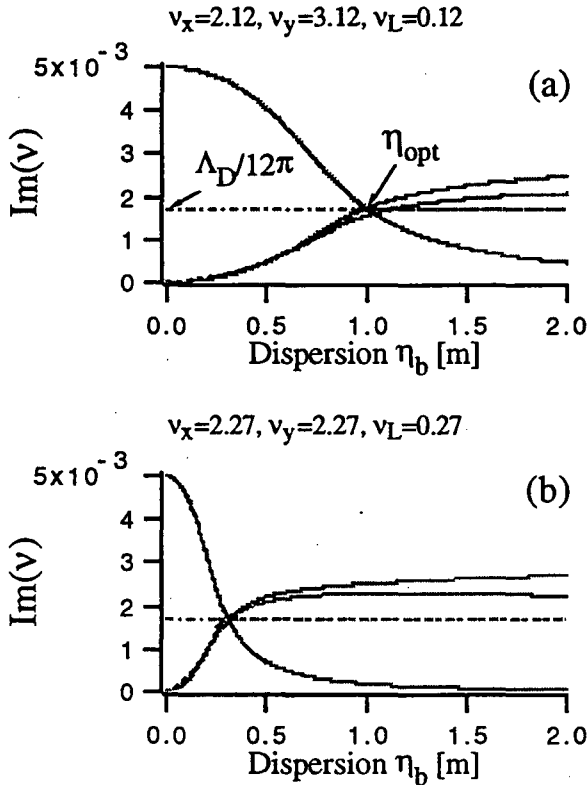 νx=2.12, νy=3.12, νL=0.12
5x10⁻³
(a)
4
ηopt
3
ΛD/12π
2
1
0
Im(ν)
0.0 0.5 1.0 1.5 2.0
Dispersion ηb [m]
νx=2.27, νy=2.27, νL=0.27
5x10⁻³
(b)
4
3
2
1
0
Im(ν)
0.0 0.5 1.0 1.5 2.0
Dispersion ηb [m]